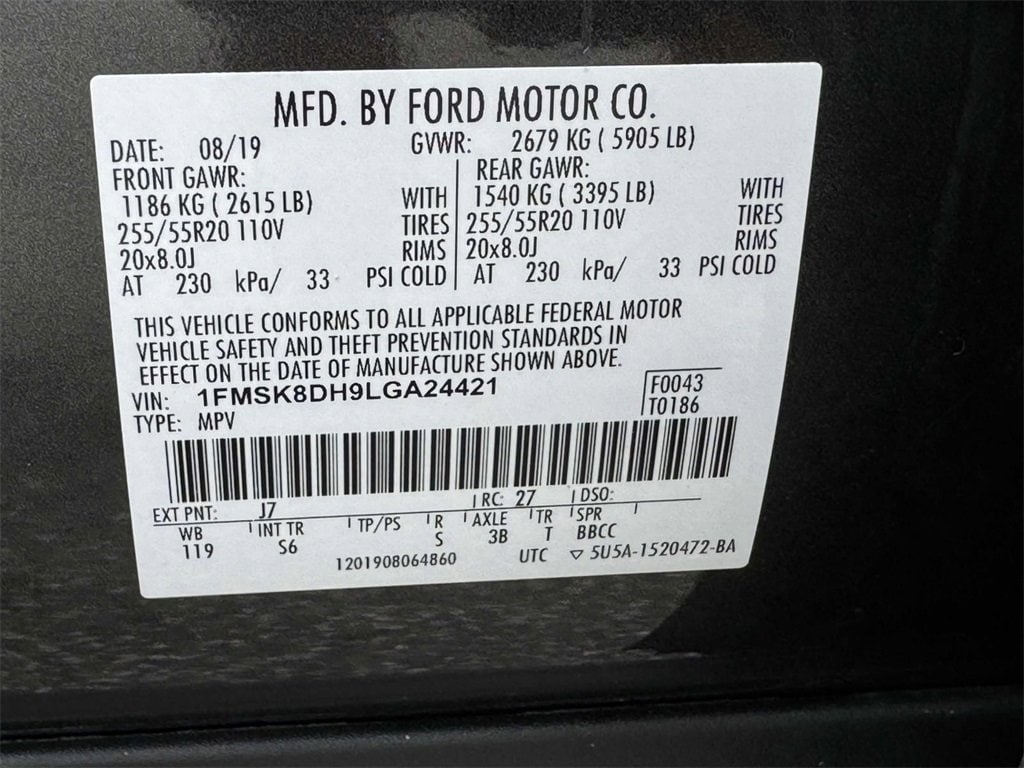 MFD. BY FORD MOTOR CO.
DATE: 08/19 GVWR: 2679 KG ( 5905 LB)
FRONT GAWR: REAR GAWR:
1186 KG ( 2615 LB) WITH 1540 KG ( 3395 LB) WITH
255/55R20 110V TIRES 255/55R20 110V TIRES
20x8.0J RIMS 20x8.0J RIMS
AT 230 kPa/ 33 PSI COLD AT 230 kPa/ 33 PSI COLD
THIS VEHICLE CONFORMS TO ALL APPLICABLE FEDERAL MOTOR
VEHICLE SAFETY AND THEFT PREVENTION STANDARDS IN
EFFECT ON THE DATE OF MANUFACTURE SHOWN ABOVE.
VIN: 1FMSK8DH9LGA24421 F0043
TYPE: MPV T0186
EXT PNT: J7 RC: 27 DSO:
WB INT TR TP/PS R AXLE TR SPR
119 S6 S 3B T BBCC
1201908064860 UTC ▽ 5U5A-1520472-BA